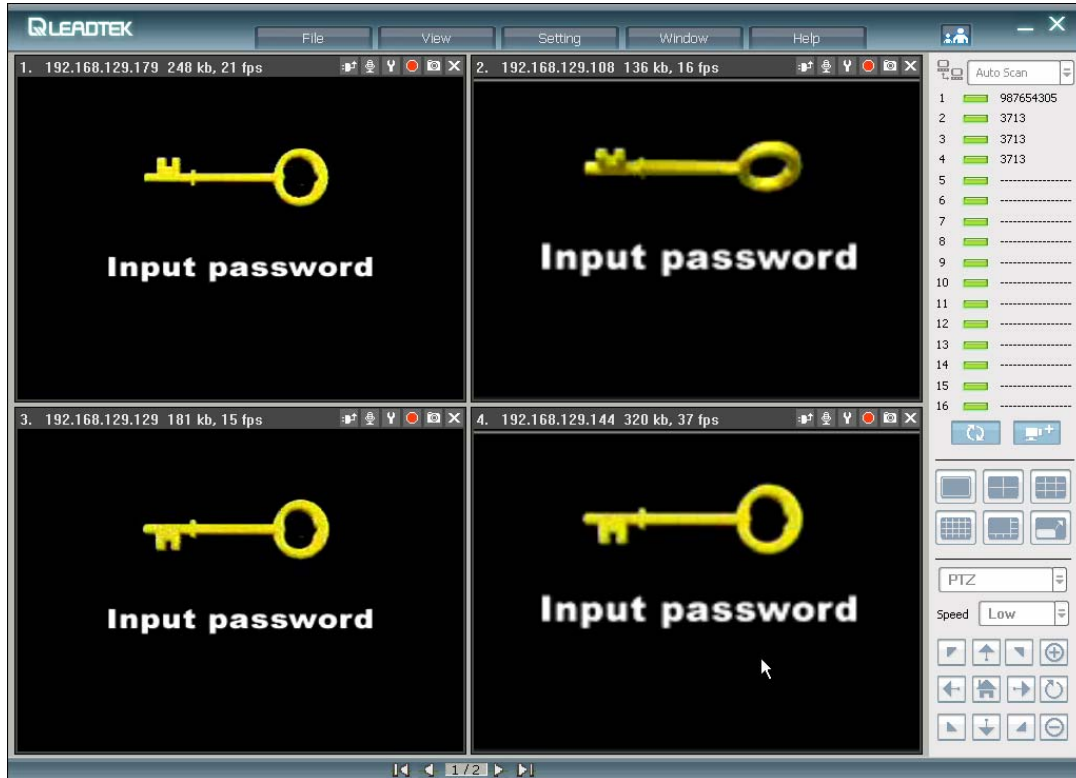 LEADTEK
File View Setting Window Help
1. 192.168.129.179 248 kb, 21 fps
Input password
2. 192.168.129.108 136 kb, 16 fps
Input password
3. 192.168.129.129 181 kb, 15 fps
Input password
4. 192.168.129.144 320 kb, 37 fps
Input password
Auto Scan
1 987654305
2 3713
3 3713
4 3713
5 ----------------
6 ----------------
7 ----------------
8 ----------------
9 ----------------
10 ----------------
11 ----------------
12 ----------------
13 ----------------
14 ----------------
15 ----------------
16 ----------------
PTZ
Speed Low
1/2